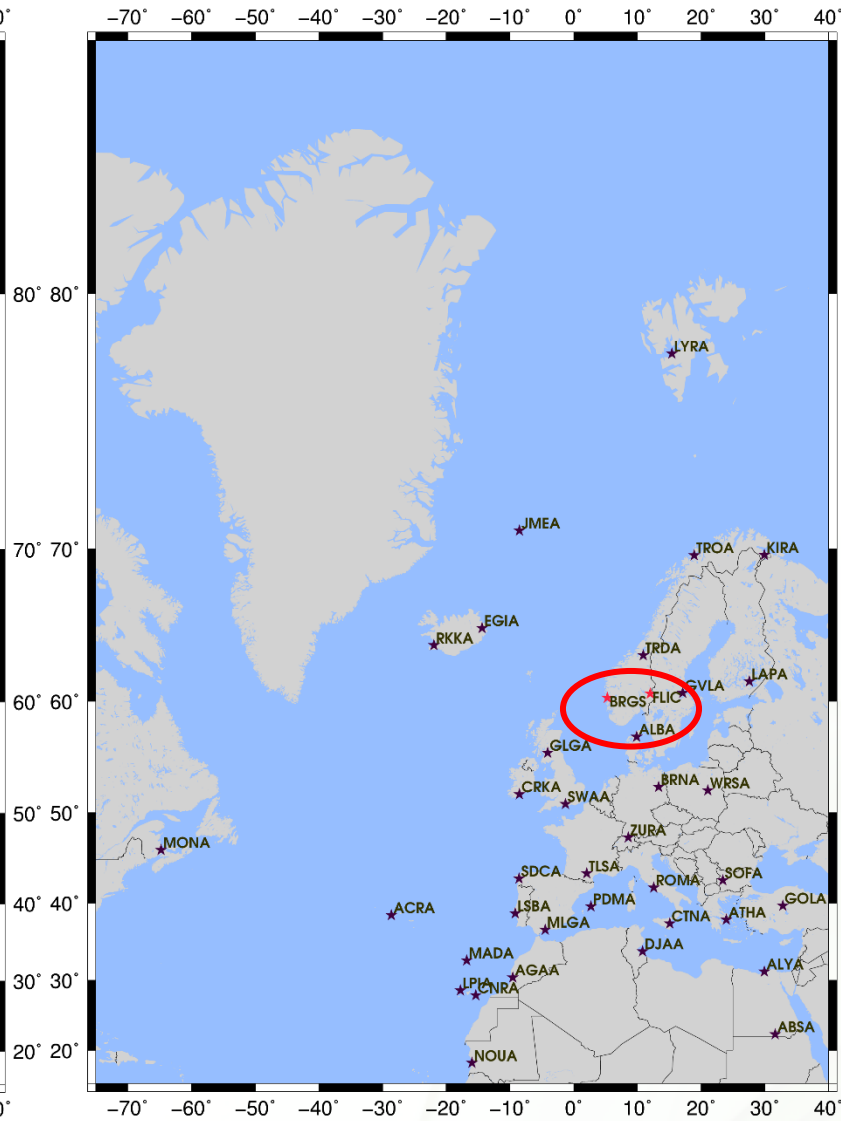 0° −70° −60° −50° −40° −30° −20° −10° 0° 10° 20° 30° 40°
80° 80°
LYRA
JMEA
70° 70°
TROA KIRA
EGIA
RKKA
TRDA
LAPA
GVLA
60° 60°
BRGS FLIC
ALBA
GLGA
BRNA WRSA
CRKA
SWAA
50° 50°
ZURA
MONA
SDCA TLSA
ROMA SOFA
40° 40°
ACRA
LSBA PDMA GOLA
MLGA CTNA ATHA
DJAA
MADA
AGAA ALYA
30° 30°
LPIA CNRA
ABSA
20° 20°
NOUA
0° −70° −60° −50° −40° −30° −20° −10° 0° 10° 20° 30° 40°